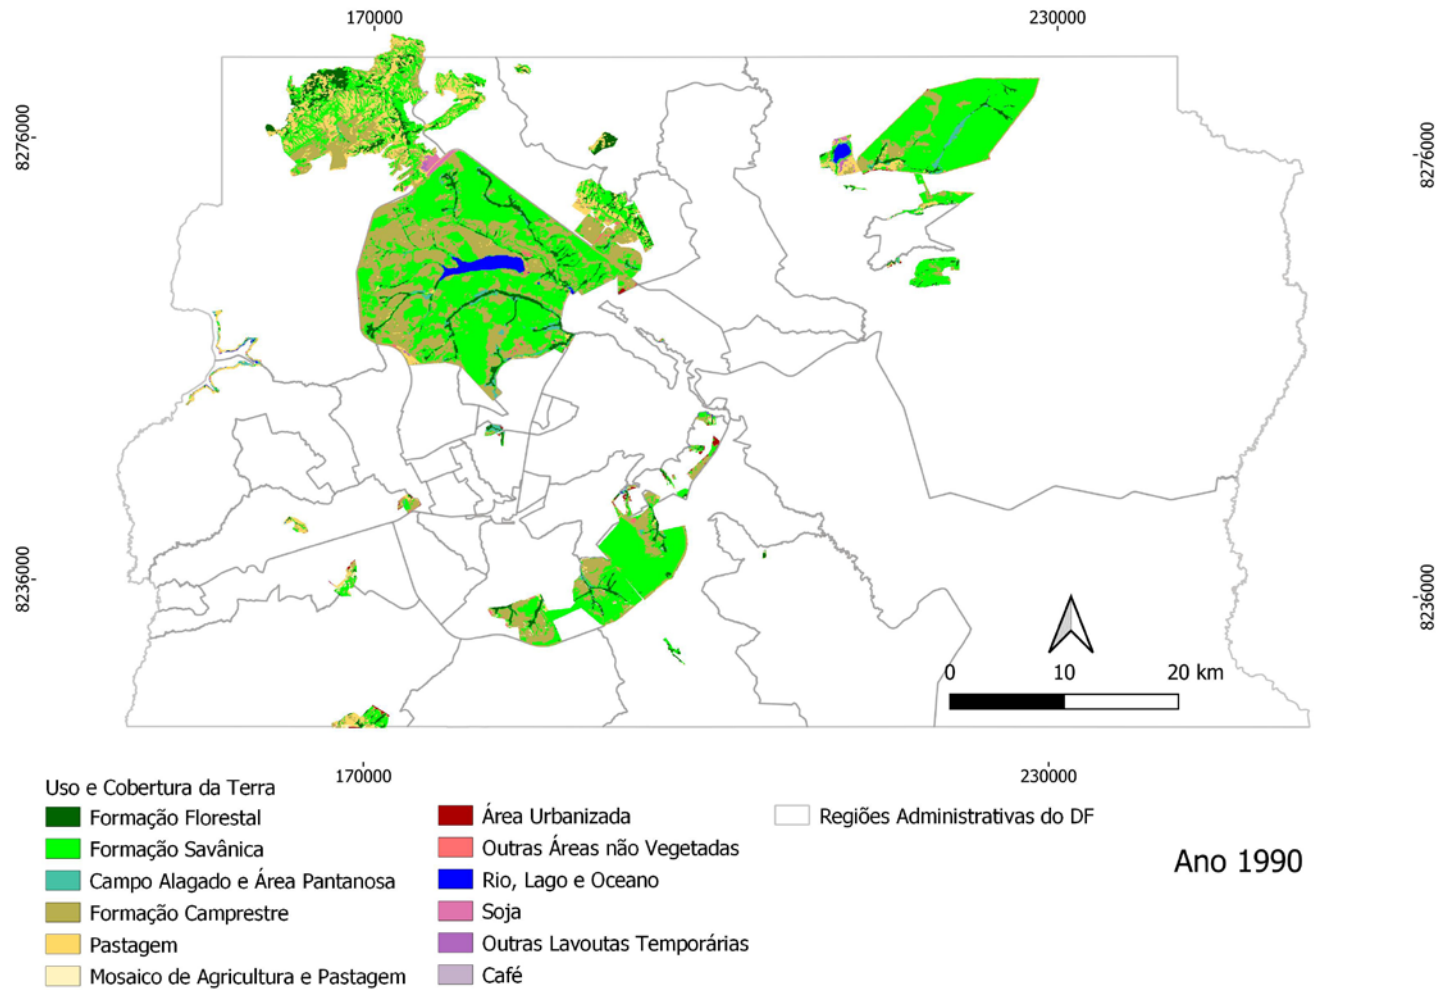 170000
230000
8276000
8276000
8236000
8236000
0 10 20 km
170000
230000
Uso e Cobertura da Terra
Formação Florestal
Formação Savânica
Campo Alagado e Área Pantanosa
Formação Camprestre
Pastagem
Mosaico de Agricultura e Pastagem
Área Urbanizada
Outras Áreas não Vegetadas
Rio, Lago e Oceano
Soja
Outras Lavoutas Temporárias
Café
Regiões Administrativas do DF
Ano 1990